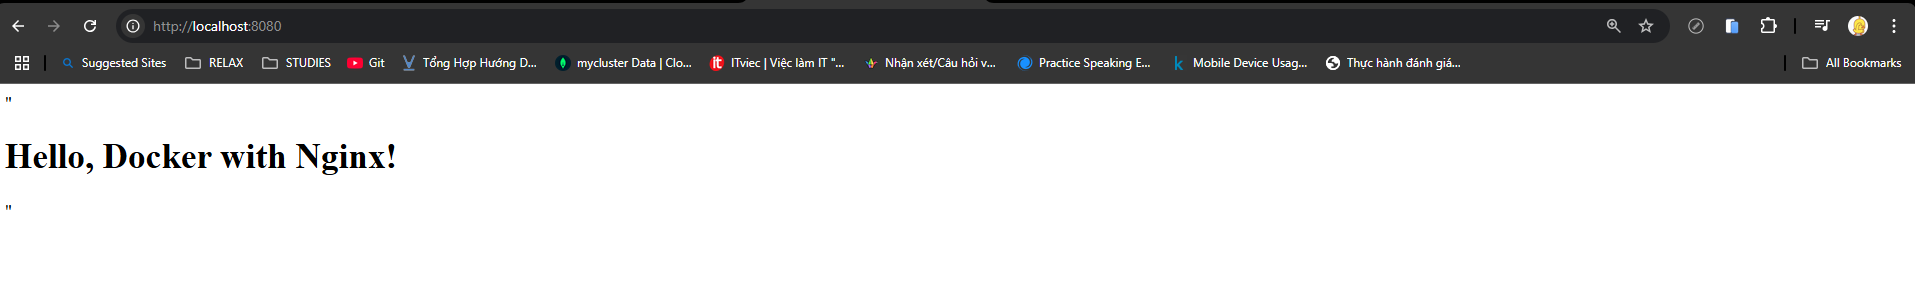 http://localhost:8080
Suggested Sites RELAX STUDIES Git Tổng Hợp Hướng D... mycluster Data | Clo... it ITviec | Việc làm IT "... Nhận xét/Câu hỏi v... Practice Speaking E... k Mobile Device Usag... Thực hành đánh giá... All Bookmarks
"
Hello, Docker with Nginx!
"